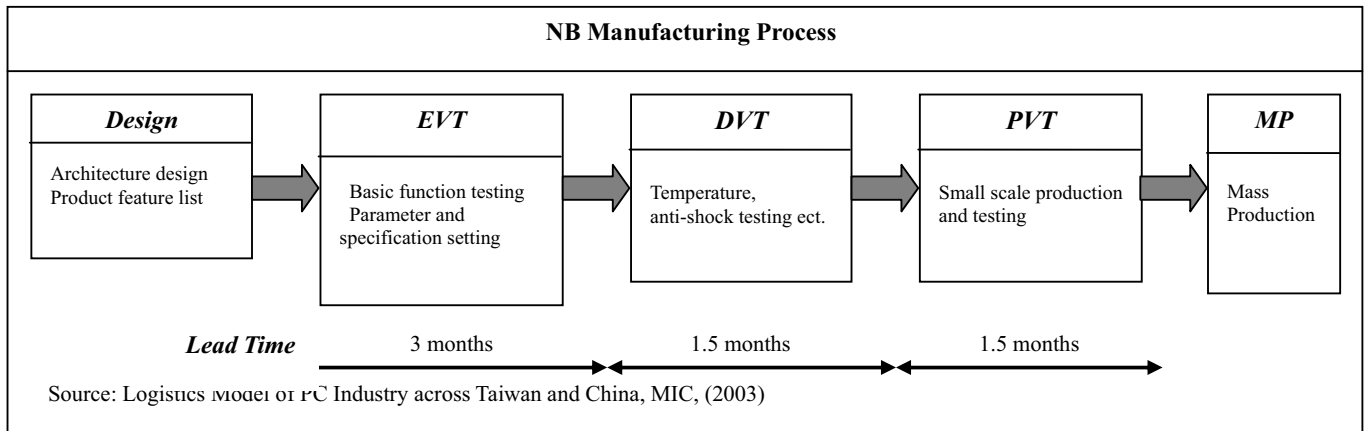 NB Manufacturing Process
Design
Architecture design
Product feature list
EVT
Basic function testing
Parameter and
specification setting
DVT
Temperature,
anti-shock testing ect.
PVT
Small scale production
and testing
MP
Mass
Production
Lead Time
3 months
1.5 months
1.5 months
Source: Logistics Model of PC Industry across Taiwan and China, MIC, (2003)